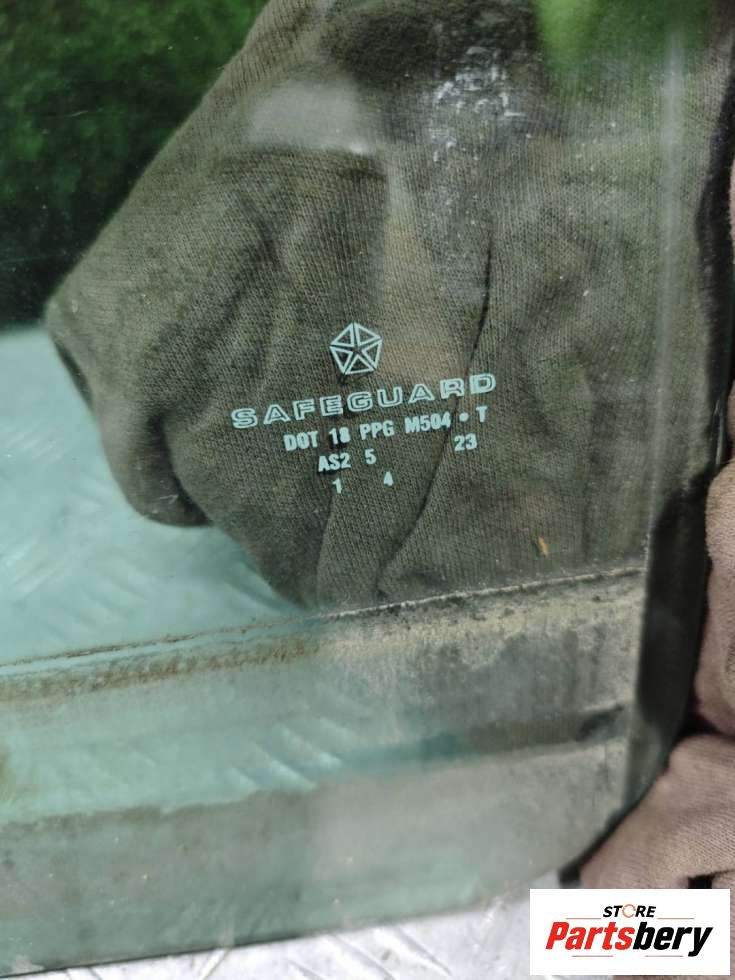 SAFEGUARD
DOT 18 PPG M504 • T
AS2 5 23
1 4
STORE
Partsbery